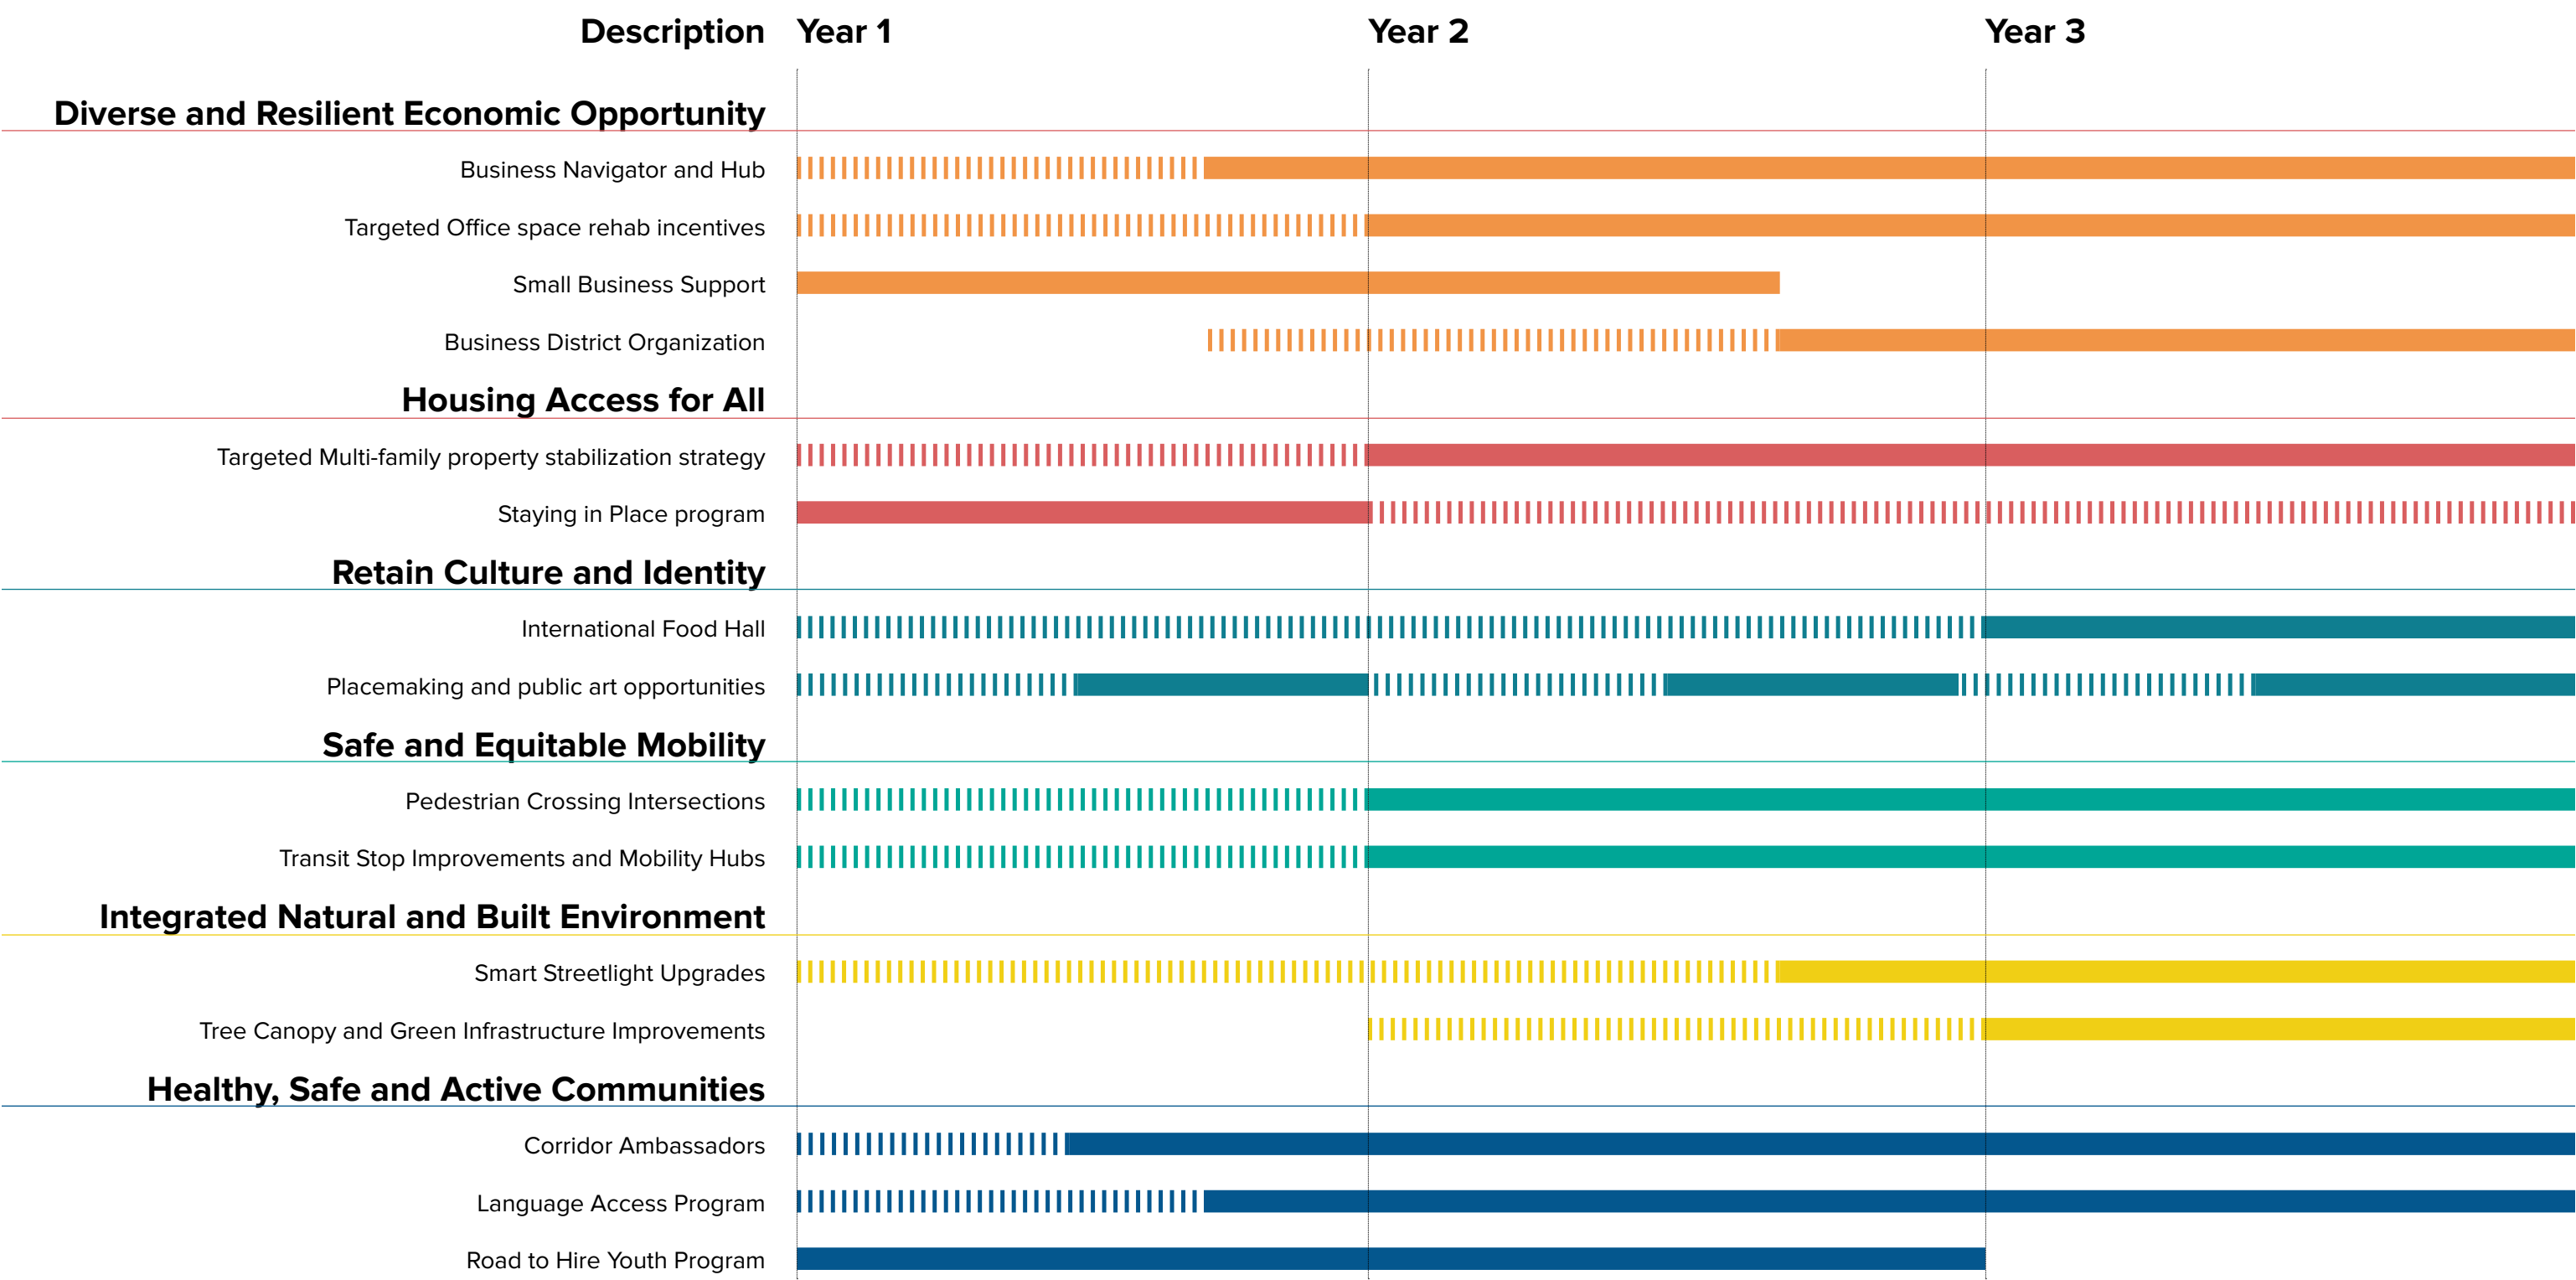 Description Year 1 Year 2 Year 3
Diverse and Resilient Economic Opportunity
Business Navigator and Hub
Targeted Office space rehab incentives
Small Business Support
Business District Organization
Housing Access for All
Targeted Multi-family property stabilization strategy
Staying in Place program
Retain Culture and Identity
International Food Hall
Placemaking and public art opportunities
Safe and Equitable Mobility
Pedestrian Crossing Intersections
Transit Stop Improvements and Mobility Hubs
Integrated Natural and Built Environment
Smart Streetlight Upgrades
Tree Canopy and Green Infrastructure Improvements
Healthy, Safe and Active Communities
Corridor Ambassadors
Language Access Program
Road to Hire Youth Program